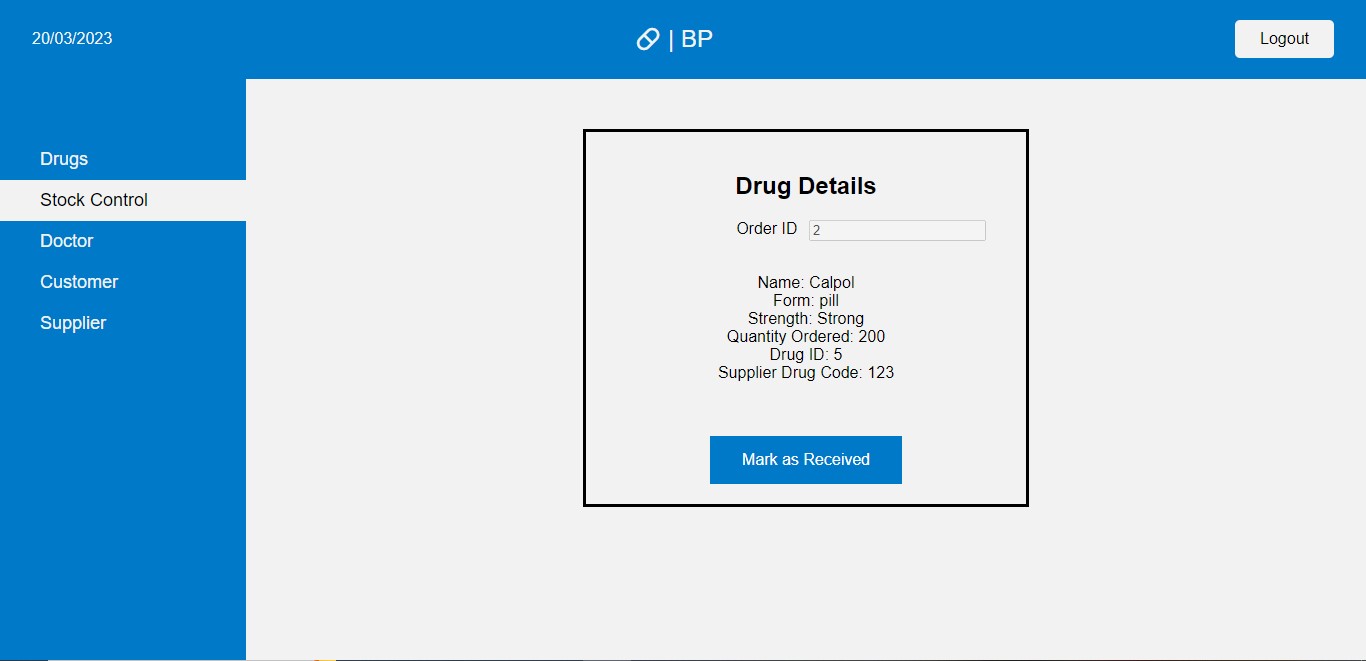 20/03/2023
| BP
Logout
Drugs
Stock Control
Doctor
Customer
Supplier
Drug Details
Order ID 2
Name: Calpol
Form: pill
Strength: Strong
Quantity Ordered: 200
Drug ID: 5
Supplier Drug Code: 123
Mark as Received